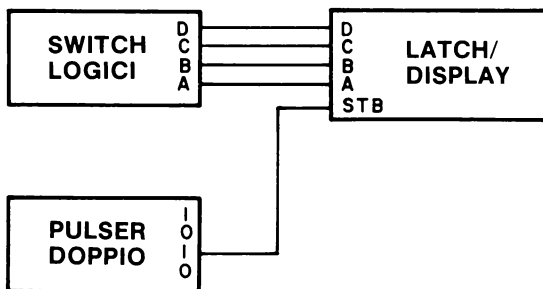 SWITCH
LOGICI
D
C
B
A
D
C
B
A
STB
LATCH/
DISPLAY
PULSER
DOPPIO
I
O
I
O